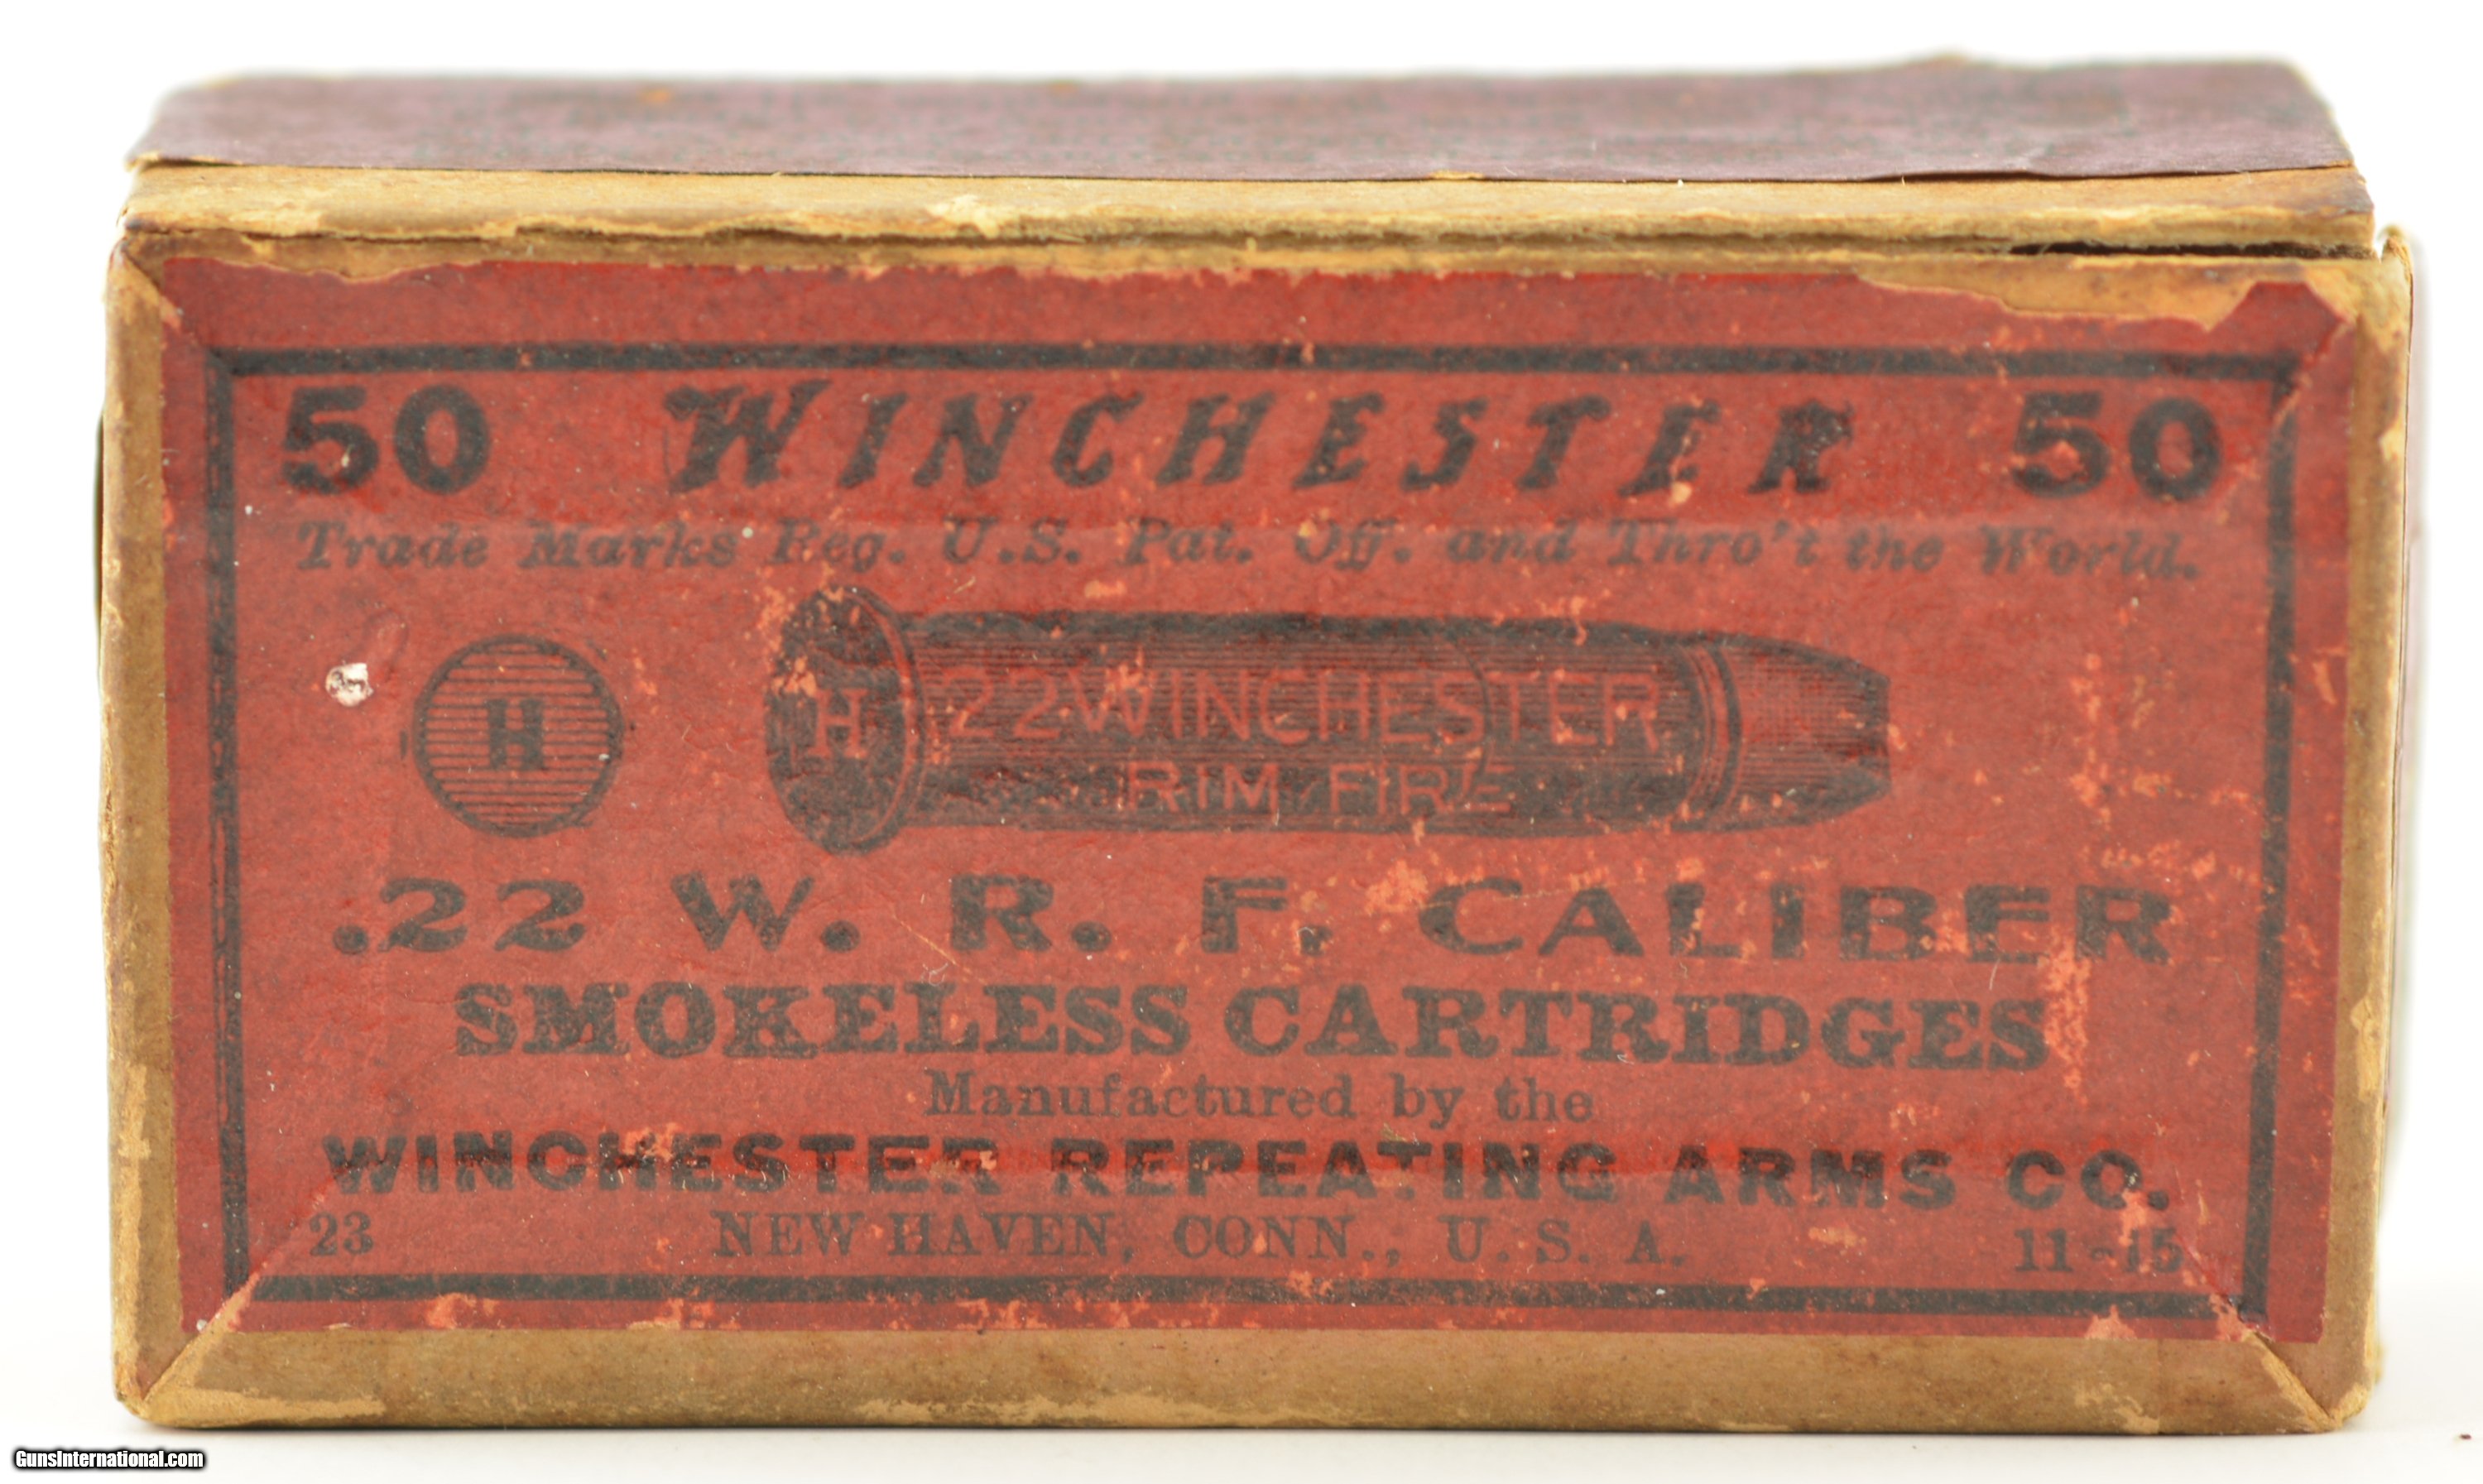 50 WINCHESTER 50
Trade Marks Reg. U.S. Pat. Off. and Thro't the World.
H
H 22 WINCHESTER
RIM FIRE
.22 W. R. F. CALIBER
SMOKELESS CARTRIDGES
Manufactured by the
WINCHESTER REPEATING ARMS CO.
23 NEW HAVEN, CONN., U. S. A. 11-15
GunsInternational.com